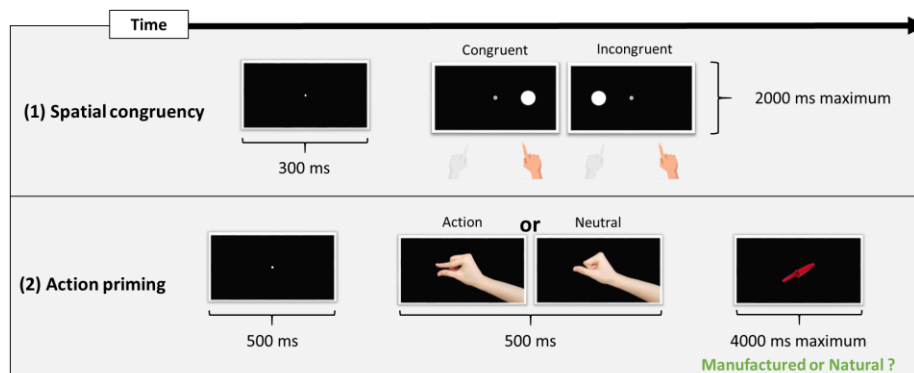 Time
Congruent
Incongruent
(1) Spatial congruency
2000 ms maximum
300 ms
Action
or
Neutral
(2) Action priming
500 ms
500 ms
4000 ms maximum
Manufactured or Natural ?